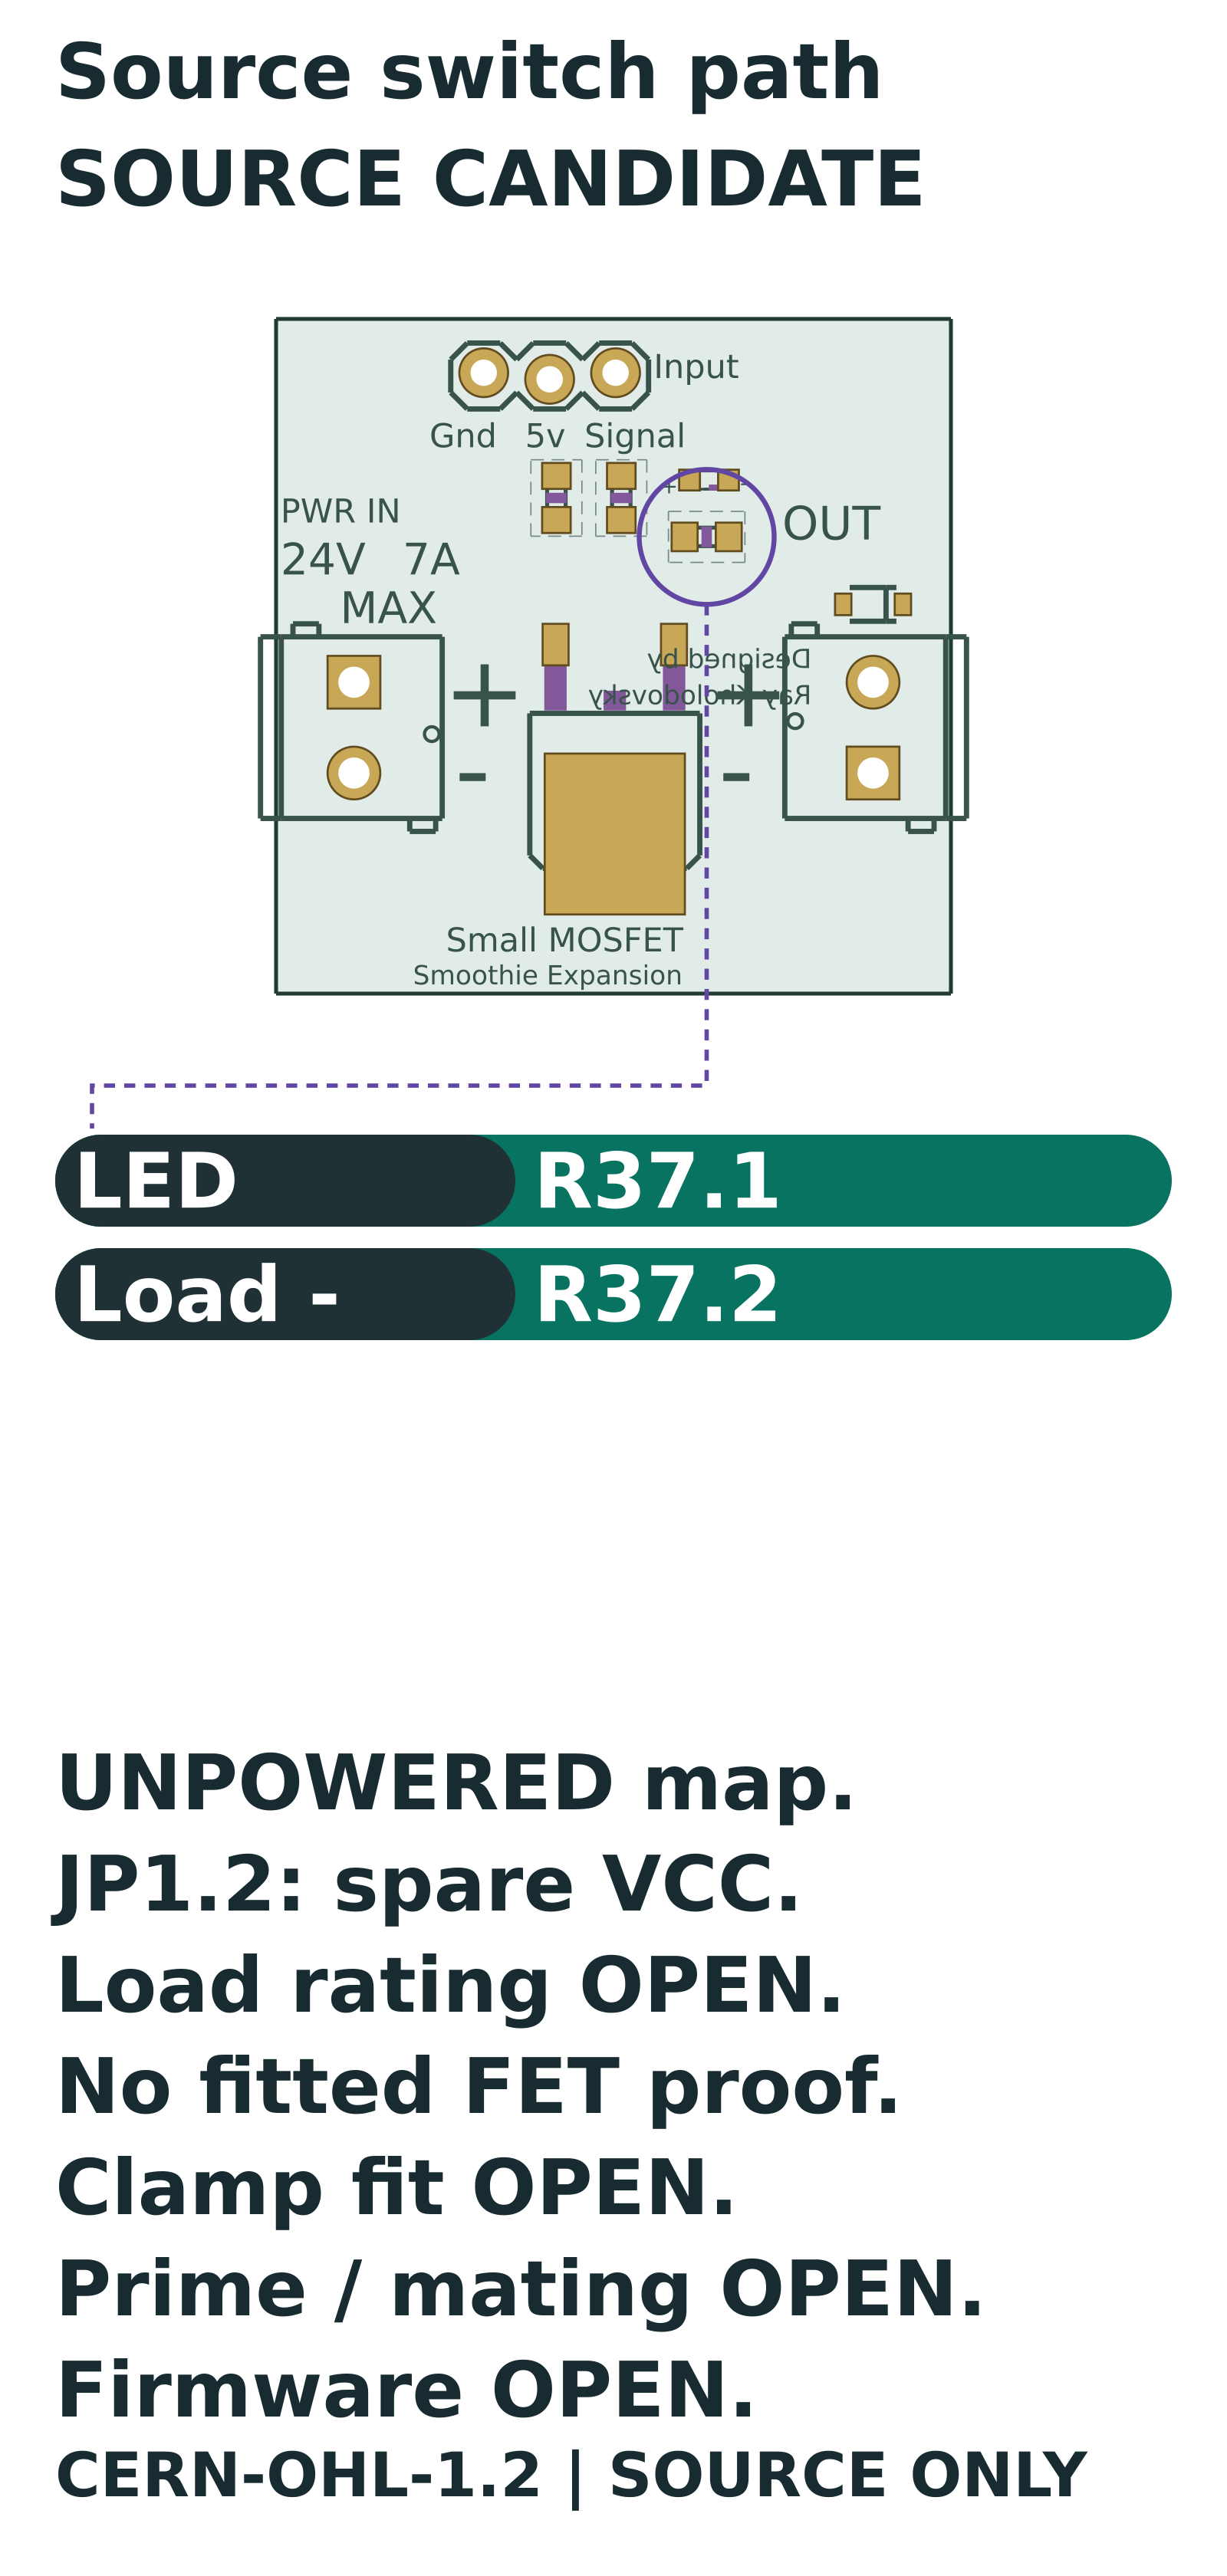 Source switch path
SOURCE CANDIDATE
Input
Gnd 5v Signal
+ -
PWR IN
OUT
24V 7A
MAX
Designed by
Ray Kholodovsky
+ +
- -
Small MOSFET
Smoothie Expansion
LED R37.1
Load - R37.2
UNPOWERED map.
JP1.2: spare VCC.
Load rating OPEN.
No fitted FET proof.
Clamp fit OPEN.
Prime / mating OPEN.
Firmware OPEN.
CERN-OHL-1.2 | SOURCE ONLY